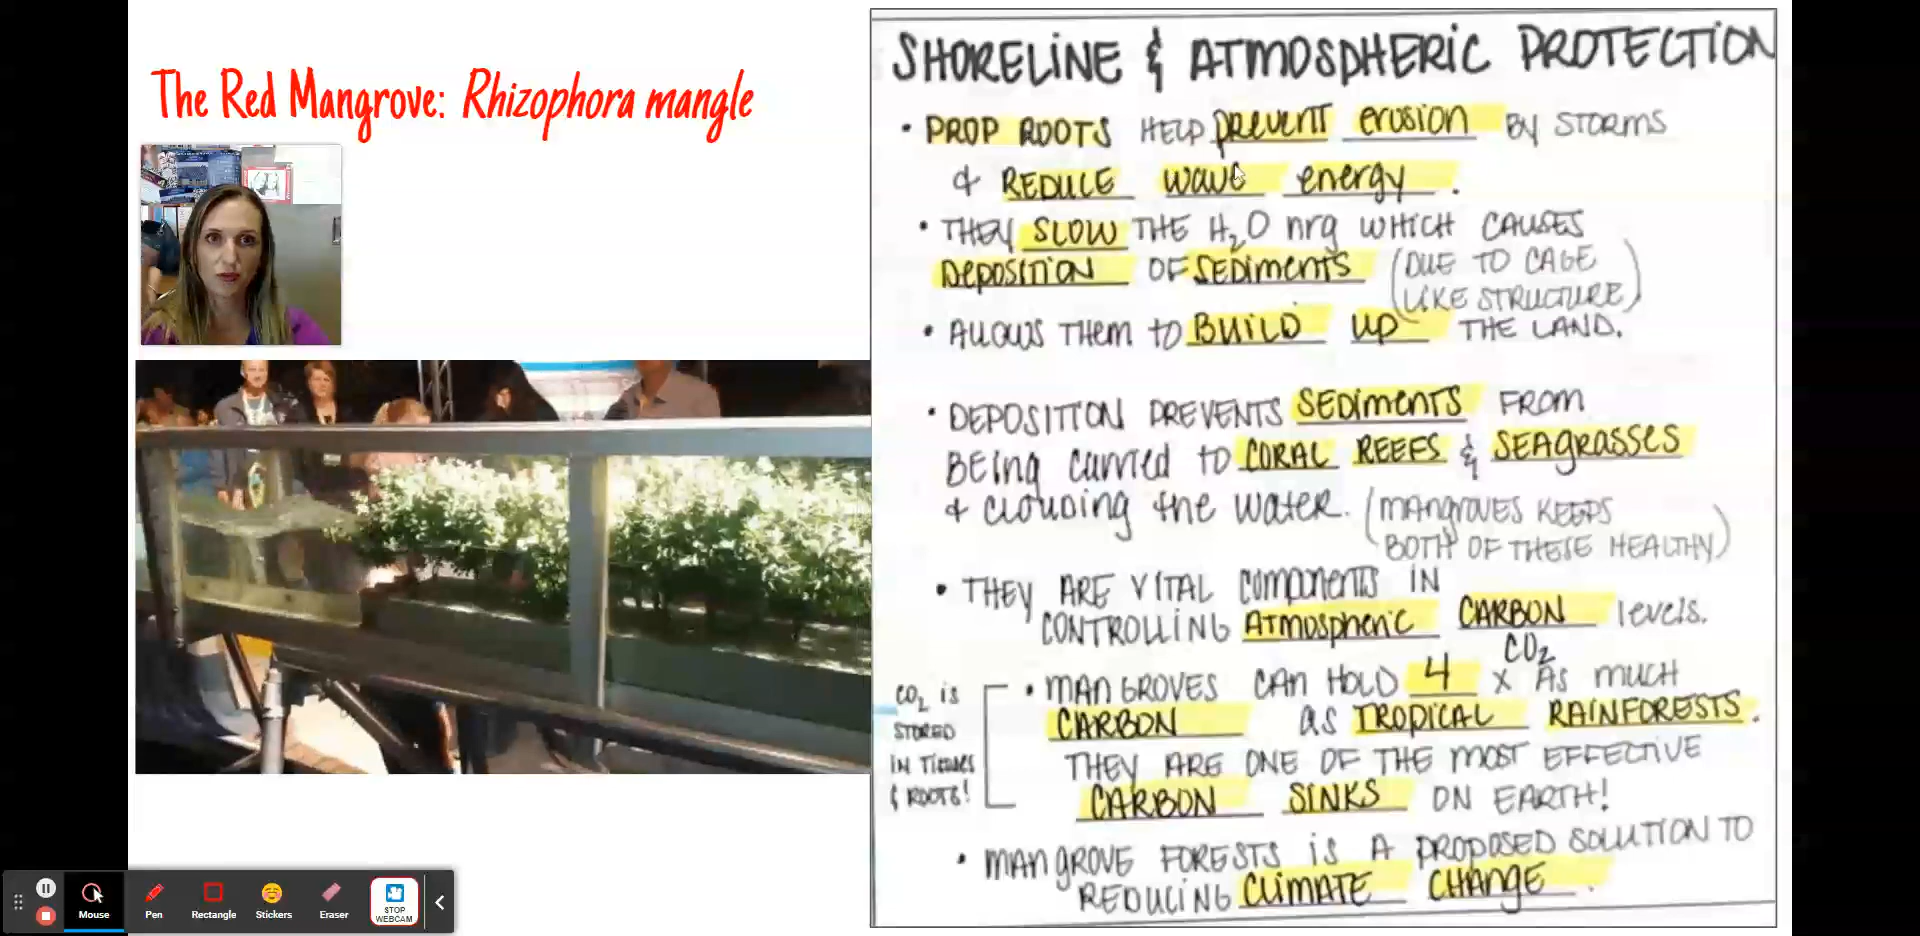 The Red Mangrove: Rhizophora mangle
SHORELINE & ATMOSPHERIC PROTECTION
• PROP ROOTS HELP prevent erosion BY STORMS
& REDUCE wave energy.
• THEY SLOW THE H2O nrg WHICH CAUSES
DEPOSITION OF SEDIMENTS (DUE TO CAGE
LIKE STRUCTURE)
• ALLOWS THEM TO BUILD UP THE LAND.
• DEPOSITION PREVENTS SEDIMENTS FROM
BEING CARRIED TO CORAL REEFS & SEAGRASSES
& CLOUDING THE WATER. (MANGROVES KEEPS
BOTH OF THESE HEALTHY)
• THEY ARE VITAL COMPONENTS IN
CONTROLLING ATMOSPHERIC CARBON levels.
CO2
• MANGROVES CAN HOLD 4 X AS MUCH
CARBON as TROPICAL RAINFORESTS.
THEY ARE ONE OF THE MOST EFFECTIVE
CARBON SINKS ON EARTH!
CO2 is
STORED
IN TISSUES
& ROOTS!
• MANGROVE FORESTS IS A PROPOSED SOLUTION TO
REDUCING CLIMATE CHANGE.
Mouse
Pen
Rectangle
Stickers
Eraser
STOP
WEBCAM